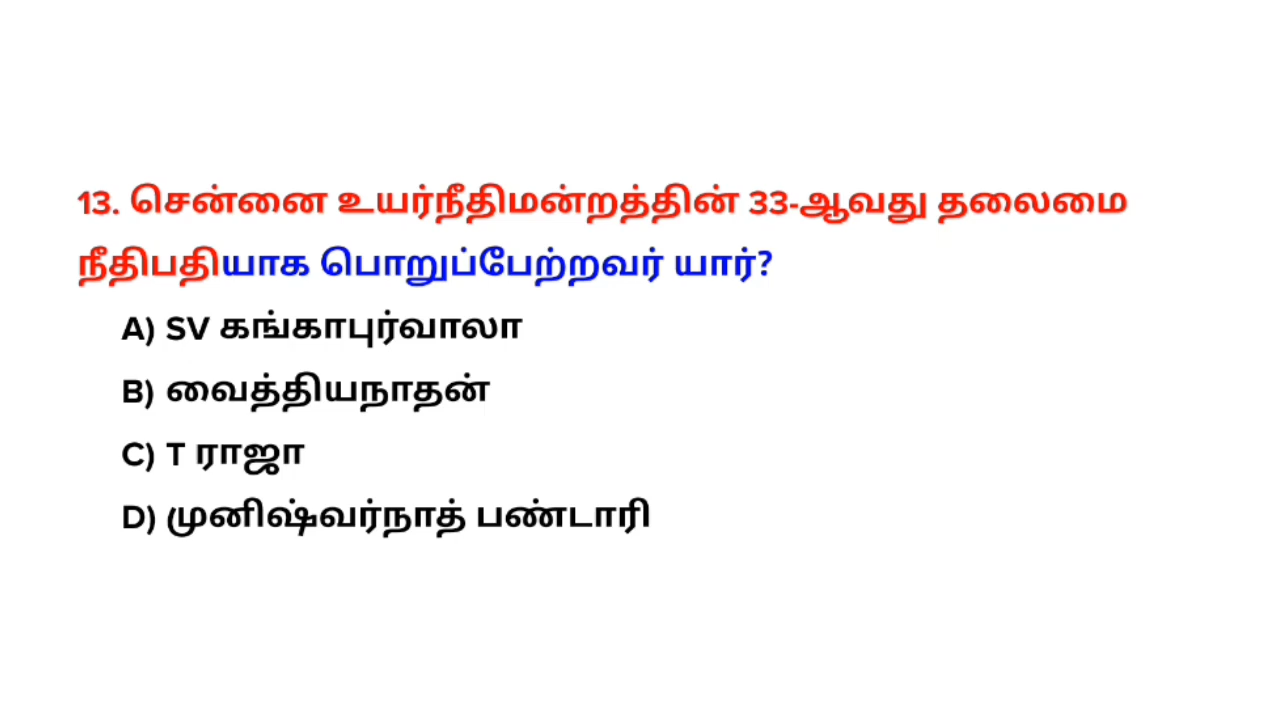 13. சென்னை உயர்நீதிமன்றத்தின் 33-ஆவது தலைமை
நீதிபதியாக பொறுப்பேற்றவர் யார்?
A) SV கங்காபுர்வாலா
B) வைத்தியநாதன்
C) T ராஜா
D) முனிஷ்வர்நாத் பண்டாரி